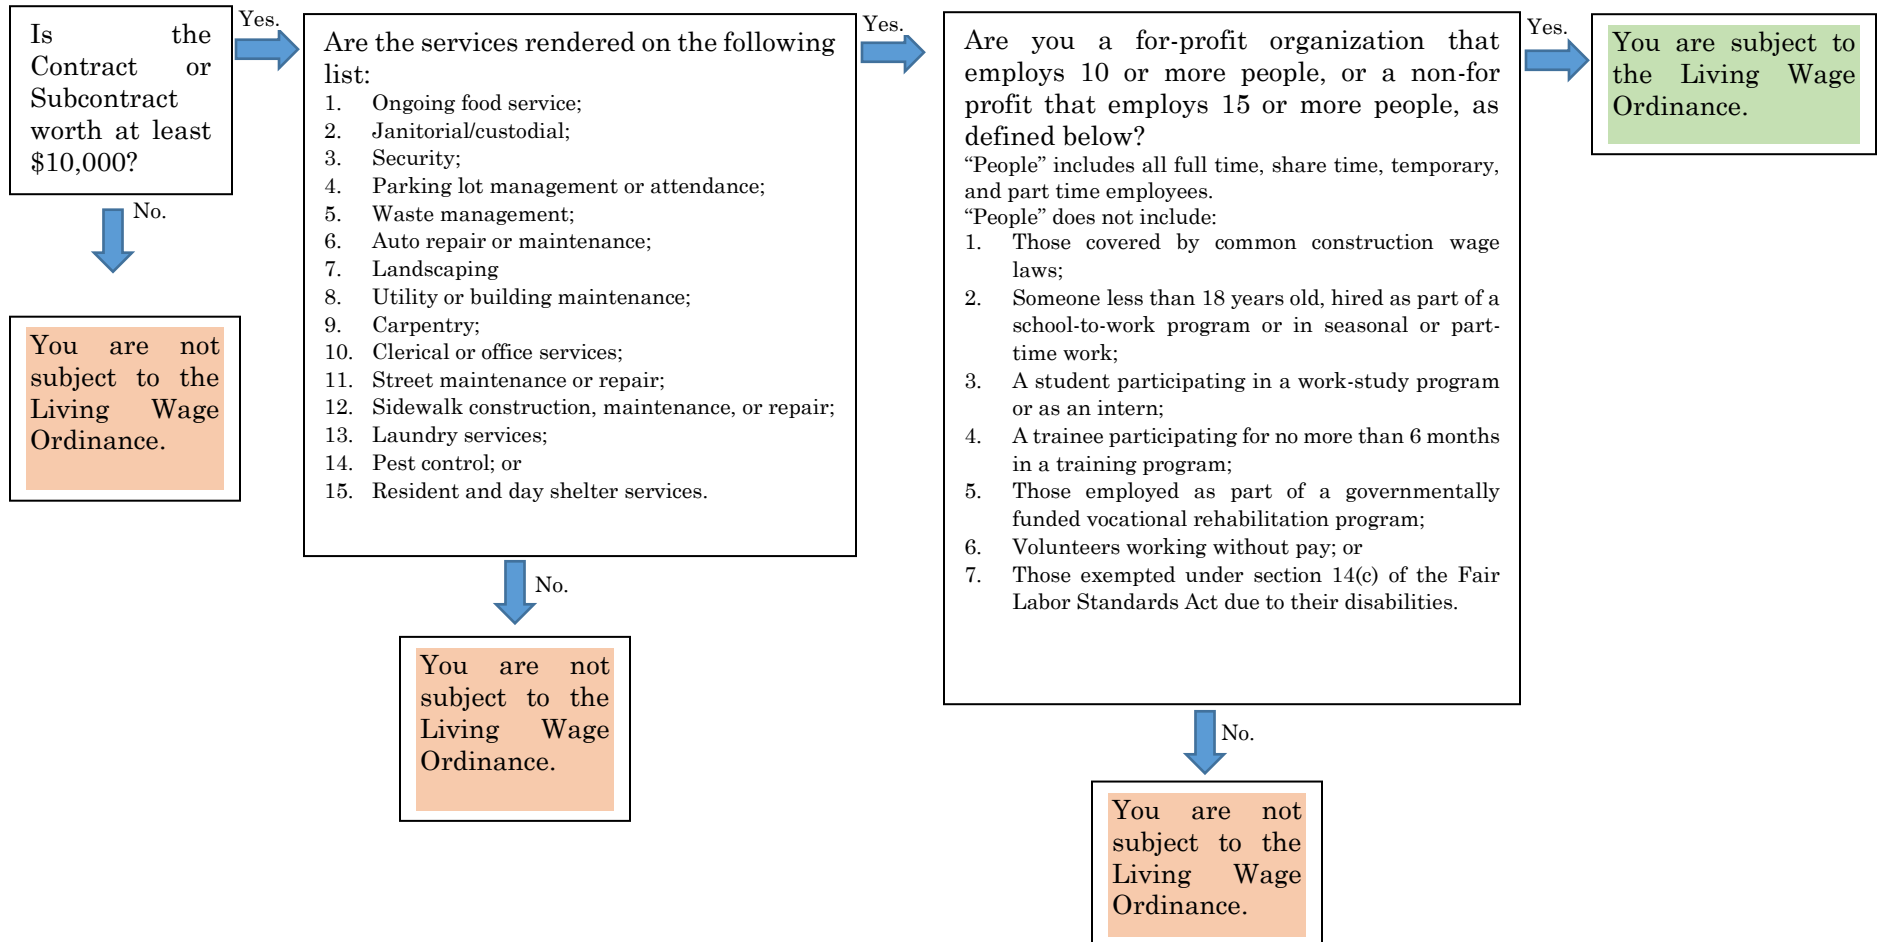 Is the
Contract or
Subcontract
worth at least
$10,000?
Yes.
No.
You are not
subject to the
Living Wage
Ordinance.
Are the services rendered on the following
list:
1. Ongoing food service;
2. Janitorial/custodial;
3. Security;
4. Parking lot management or attendance;
5. Waste management;
6. Auto repair or maintenance;
7. Landscaping
8. Utility or building maintenance;
9. Carpentry;
10. Clerical or office services;
11. Street maintenance or repair;
12. Sidewalk construction, maintenance, or repair;
13. Laundry services;
14. Pest control; or
15. Resident and day shelter services.
Yes.
No.
You are not
subject to the
Living Wage
Ordinance.
Are you a for-profit organization that
employs 10 or more people, or a non-for
profit that employs 15 or more people, as
defined below?
“People” includes all full time, share time, temporary,
and part time employees.
“People” does not include:
1. Those covered by common construction wage
laws;
2. Someone less than 18 years old, hired as part of a
school-to-work program or in seasonal or part-
time work;
3. A student participating in a work-study program
or as an intern;
4. A trainee participating for no more than 6 months
in a training program;
5. Those employed as part of a governmentally
funded vocational rehabilitation program;
6. Volunteers working without pay; or
7. Those exempted under section 14(c) of the Fair
Labor Standards Act due to their disabilities.
Yes.
No.
You are not
subject to the
Living Wage
Ordinance.
You are subject to
the Living Wage
Ordinance.